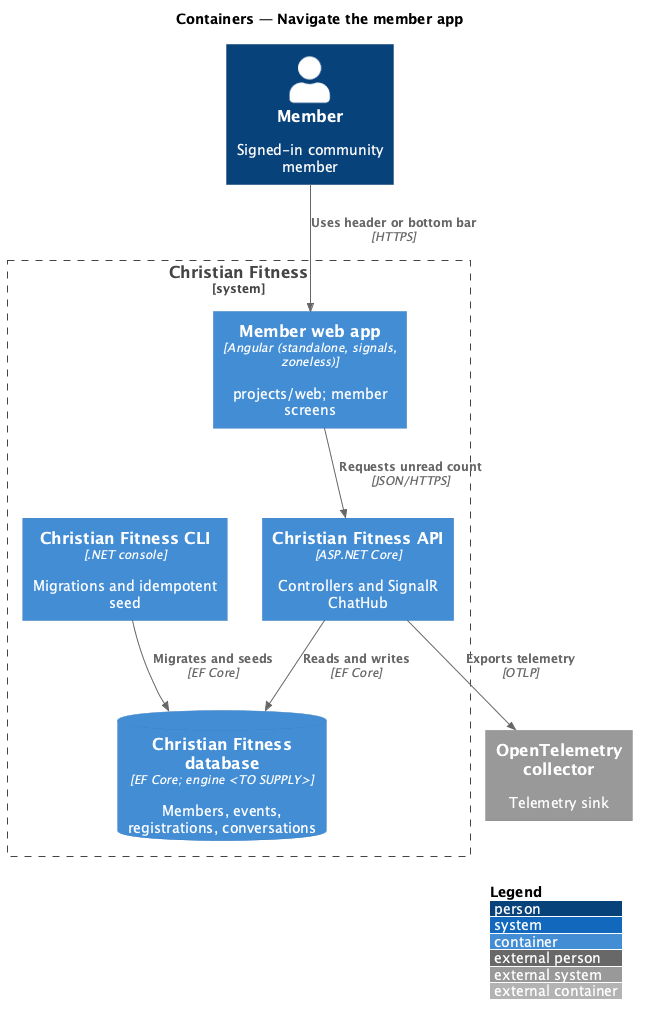 Containers — Navigate the member app
Member
Signed-in community
member
Uses header or bottom bar
[HTTPS]
Christian Fitness
[system]
Member web app
[Angular (standalone, signals,
zoneless)]
projects/web; member
screens
Requests unread count
[JSON/HTTPS]
Christian Fitness CLI
[.NET console]
Migrations and idempotent
seed
Christian Fitness API
[ASP.NET Core]
Controllers and SignalR
ChatHub
Migrates and seeds
[EF Core]
Reads and writes
[EF Core]
Exports telemetry
[OTLP]
Christian Fitness
database
[EF Core; engine <TO SUPPLY>]
Members, events,
registrations, conversations
OpenTelemetry
collector
Telemetry sink
Legend
person
system
container
external person
external system
external container